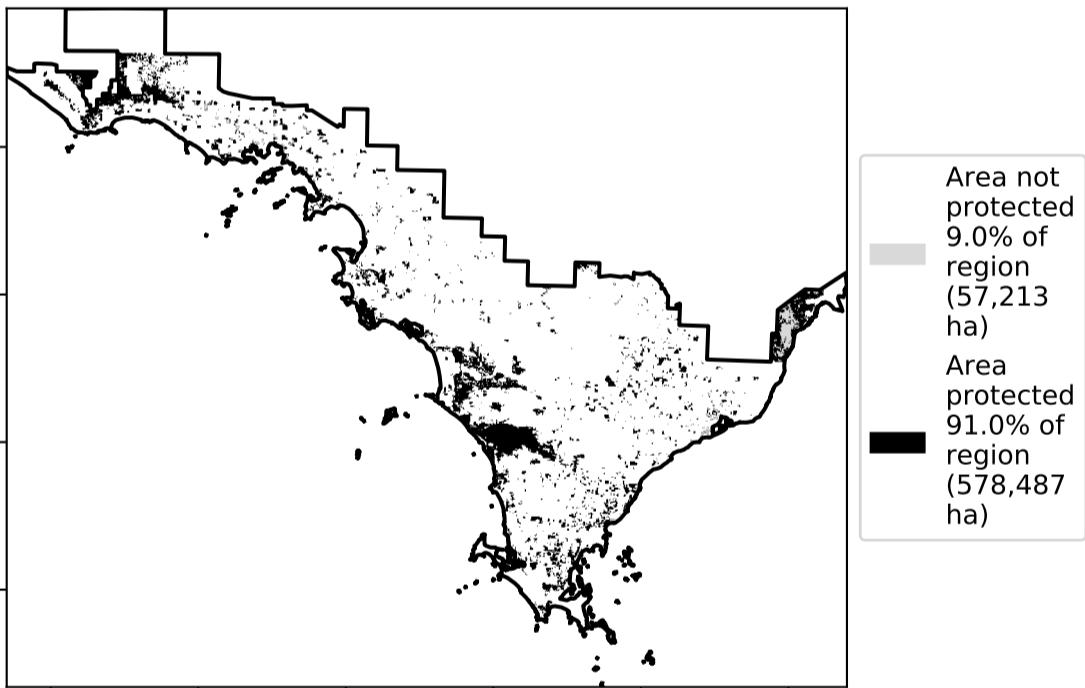 Area not
protected
9.0% of
region
(57,213
ha)
Area
protected
91.0% of
region
(578,487
ha)